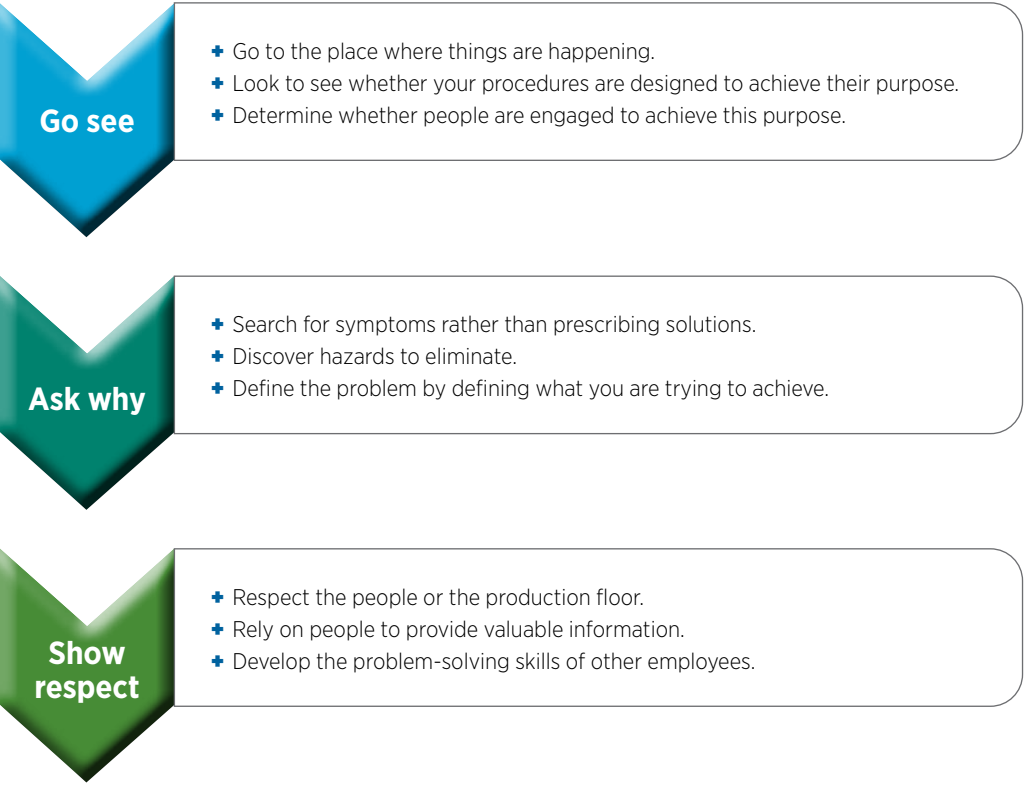 Go see
✚ Go to the place where things are happening.
✚ Look to see whether your procedures are designed to achieve their purpose.
✚ Determine whether people are engaged to achieve this purpose.
Ask why
✚ Search for symptoms rather than prescribing solutions.
✚ Discover hazards to eliminate.
✚ Define the problem by defining what you are trying to achieve.
Show
respect
✚ Respect the people or the production floor.
✚ Rely on people to provide valuable information.
✚ Develop the problem-solving skills of other employees.